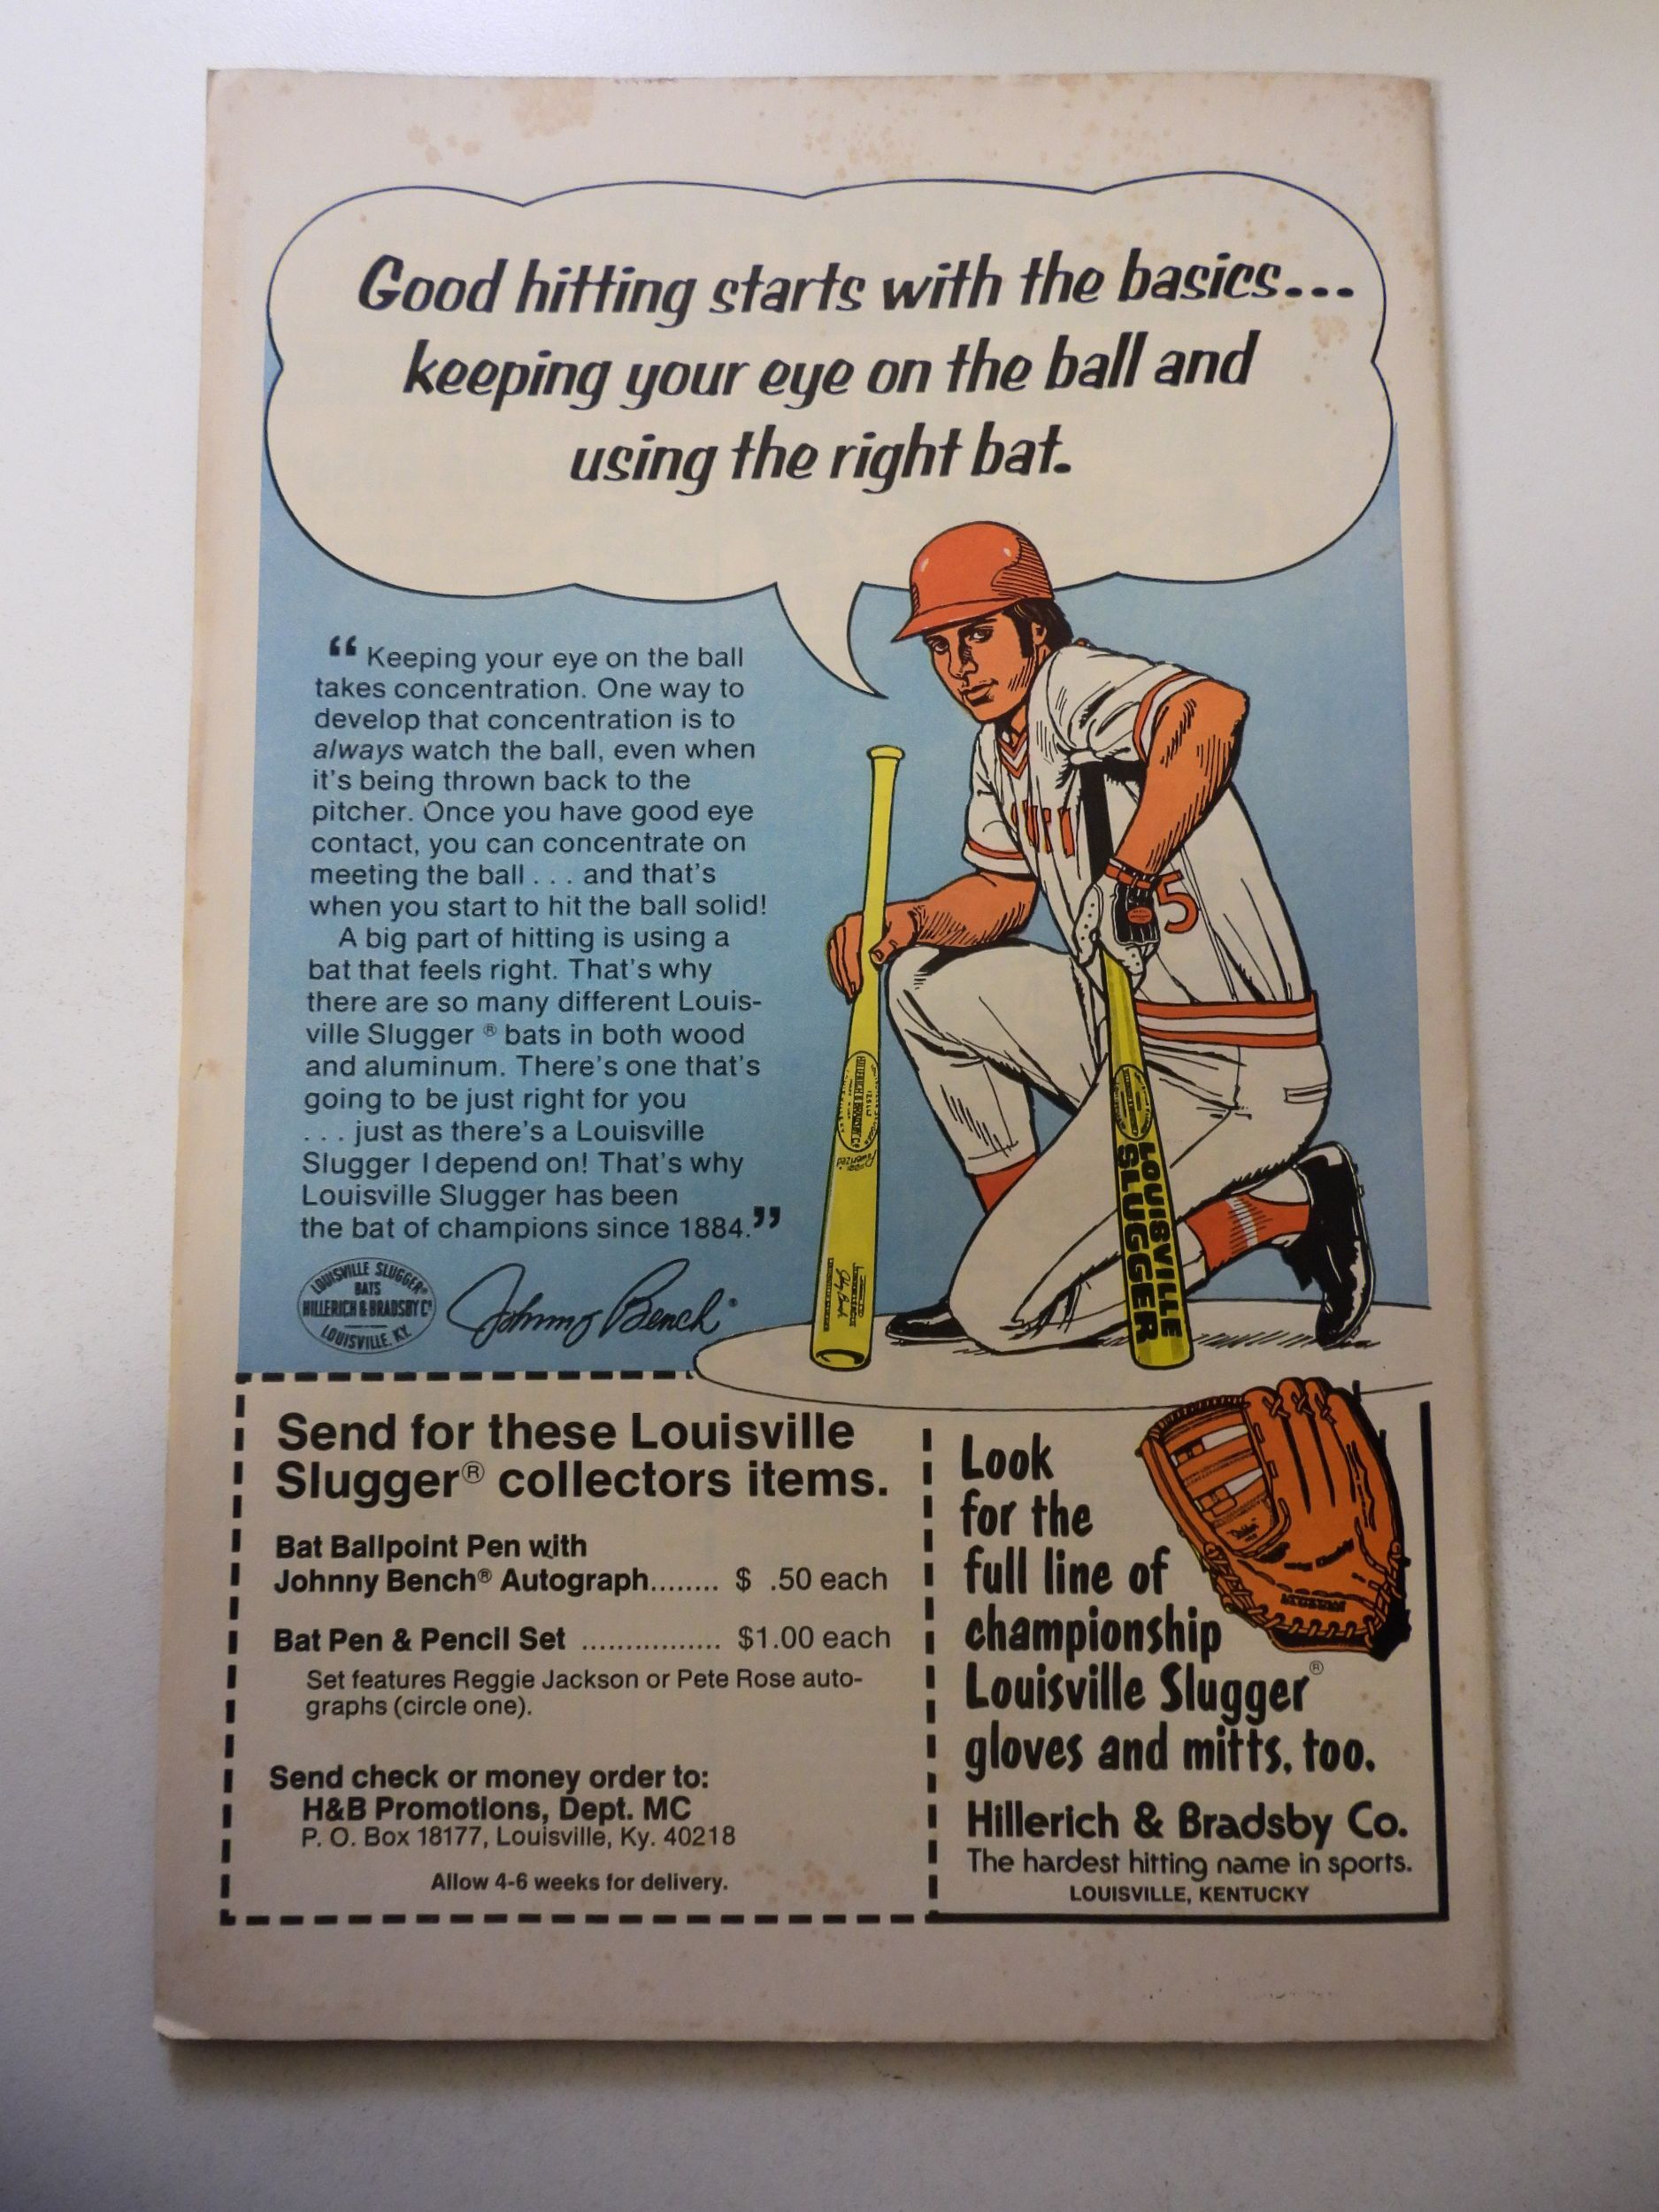 Good hitting starts with the basics...
keeping your eye on the ball and
using the right bat.
“ Keeping your eye on the ball
takes concentration. One way to
develop that concentration is to
always watch the ball, even when
it's being thrown back to the
pitcher. Once you have good eye
contact, you can concentrate on
meeting the ball . . . and that's
when you start to hit the ball solid!
A big part of hitting is using a
bat that feels right. That's why
there are so many different Louis-
ville Slugger ® bats in both wood
and aluminum. There's one that's
going to be just right for you
. . . just as there's a Louisville
Slugger I depend on! That's why
Louisville Slugger has been
the bat of champions since 1884.”
LOUISVILLE SLUGGER®
BATS
HILLERICH & BRADSBY Cº
LOUISVILLE, KY.
Johnny Bench®
5
HILLERICH & BRADSBY Cº
LOUISVILLE
SLUGGER
Send for these Louisville
Slugger® collectors items.
Bat Ballpoint Pen with
Johnny Bench® Autograph........ $ .50 each
Bat Pen & Pencil Set ................ $1.00 each
Set features Reggie Jackson or Pete Rose auto-
graphs (circle one).
Send check or money order to:
H&B Promotions, Dept. MC
P. O. Box 18177, Louisville, Ky. 40218
Allow 4-6 weeks for delivery.
Look
for the
full line of
championship
Louisville Slugger®
gloves and mitts, too.
Hillerich & Bradsby Co.
The hardest hitting name in sports.
LOUISVILLE, KENTUCKY